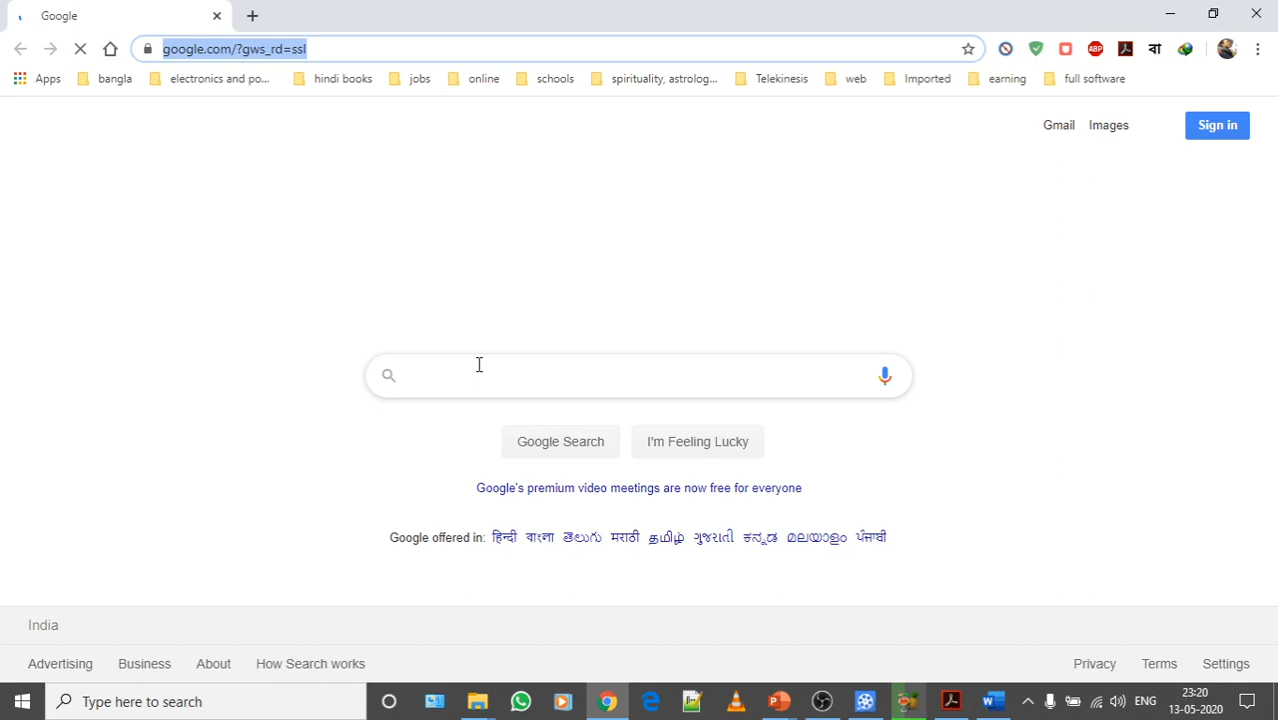 Google
google.com/?gws_rd=ssl
ABP বা
Apps bangla electronics and po... hindi books jobs online schools spirituality, astrolog... Telekinesis web Imported earning full software
Gmail Images Sign in
Google Search I'm Feeling Lucky
Google's premium video meetings are now free for everyone
Google offered in: हिन्दी বাংলা తెలుగు मराठी தமிழ் ગુજરાતી ಕನ್ನಡ മലയാളം ਪੰਜਾਬੀ
India
Advertising Business About How Search works Privacy Terms Settings
Type here to search ENG 23:20
13-05-2020